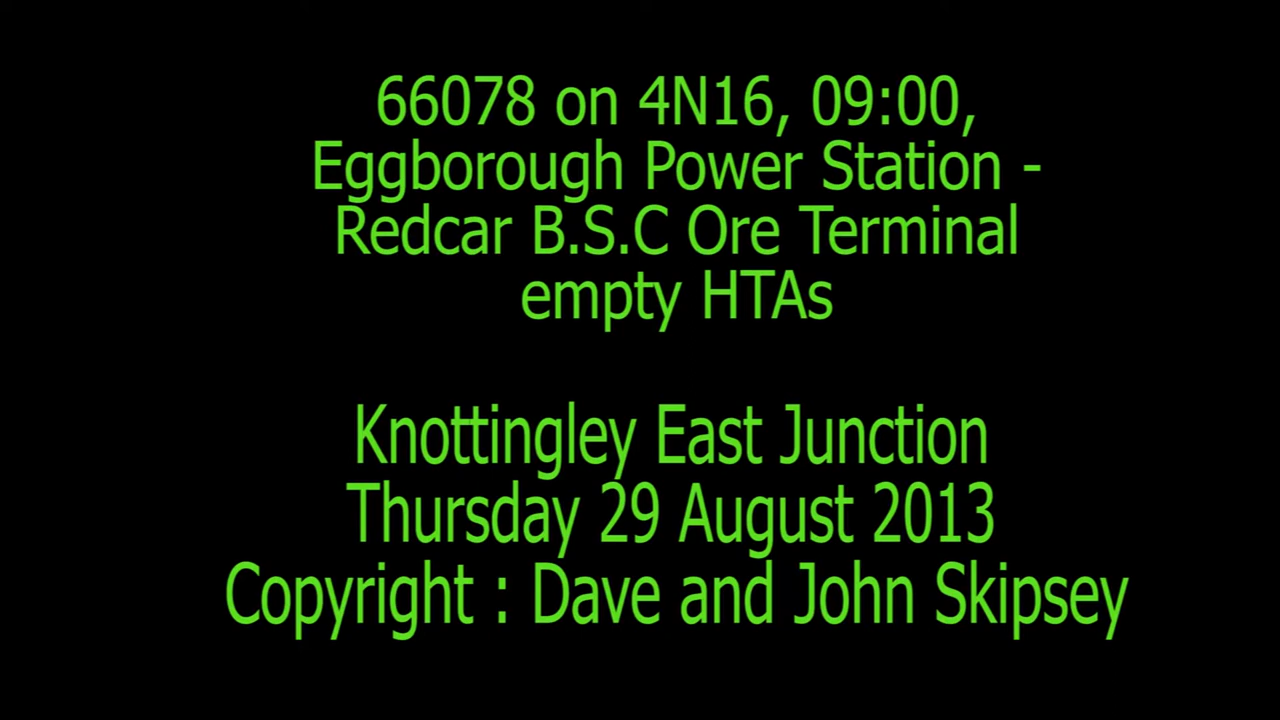 66078 on 4N16, 09:00,
Eggborough Power Station -
Redcar B.S.C Ore Terminal
empty HTAs
Knottingley East Junction
Thursday 29 August 2013
Copyright : Dave and John Skipsey